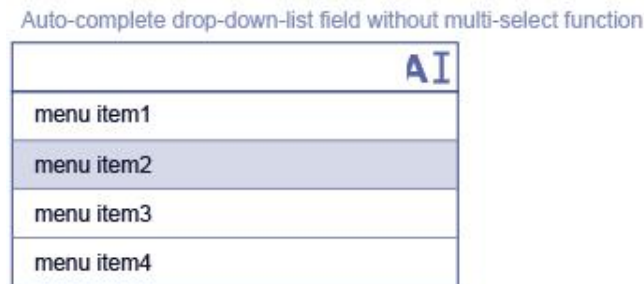 Auto-complete drop-down-list field without multi-select function
AI
menu item1
menu item2
menu item3
menu item4